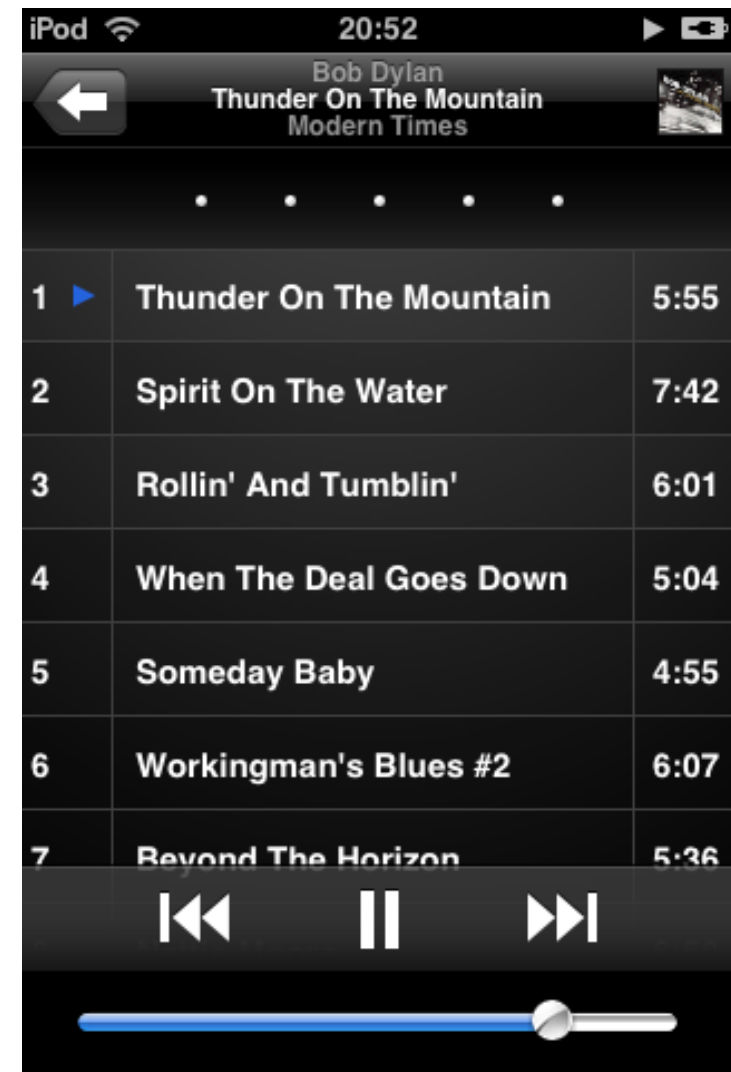 iPod 20:52
Bob Dylan
Thunder On The Mountain
Modern Times
1 Thunder On The Mountain 5:55
2 Spirit On The Water 7:42
3 Rollin' And Tumblin' 6:01
4 When The Deal Goes Down 5:04
5 Someday Baby 4:55
6 Workingman's Blues #2 6:07
7 Beyond The Horizon 5:36